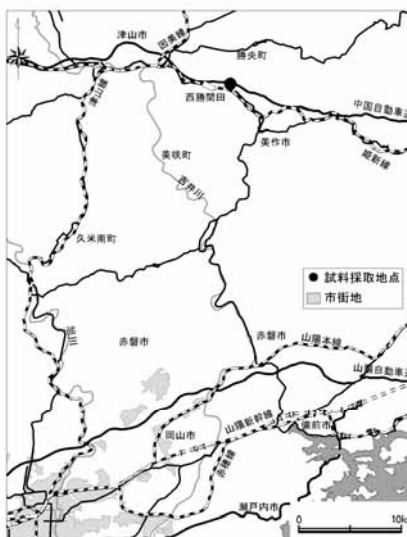 津山市
因美線
勝央町
津山線
西勝間田
中国自動車道
美作市
姫新線
美咲町
吉井川
久米南町
● 試料採取地点
市街地
旭川
赤磐市
赤磐市
山陽本線
山陽自動車道
山陽新幹線
岡山市
備前市
赤穂線
瀬戸内市
0 10km